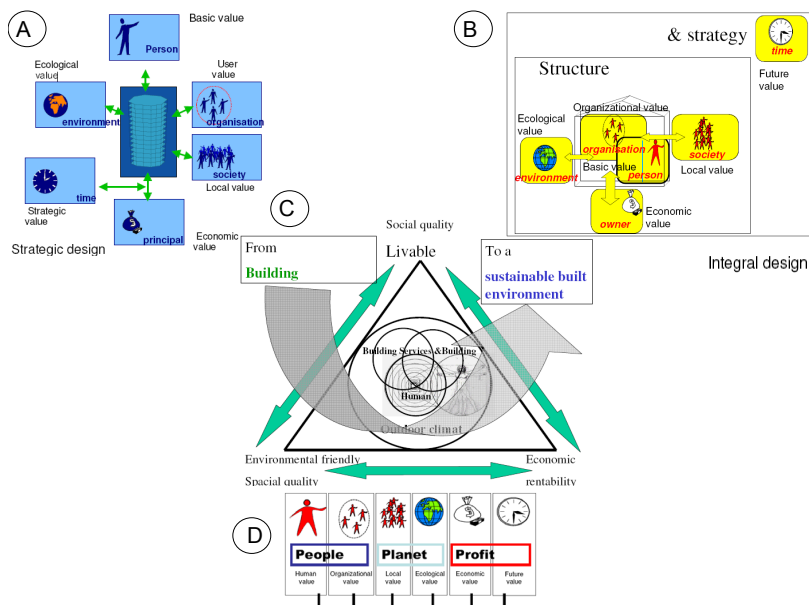 A
Basic value
Person
Ecological
value
environment
User
value
organisation
society
Local value
time
Strategic
value
principal
Economic
value
Strategic design
B
& strategy
time
Future
value
Structure
Organizational value
Ecological
value
organisation
Basic value
environment
person
society
Local value
owner
Economic
value
Integral design
C
Social quality
Livable
From
Building
To a
sustainable built
environment
Building Services &Building
Human
Outdoor climat
Environmental friendly
Spacial quality
Economic
rentability
D
People
Planet
Profit
Human
value
Organizational
value
Local
value
Ecological
value
Economic
value
Future
value